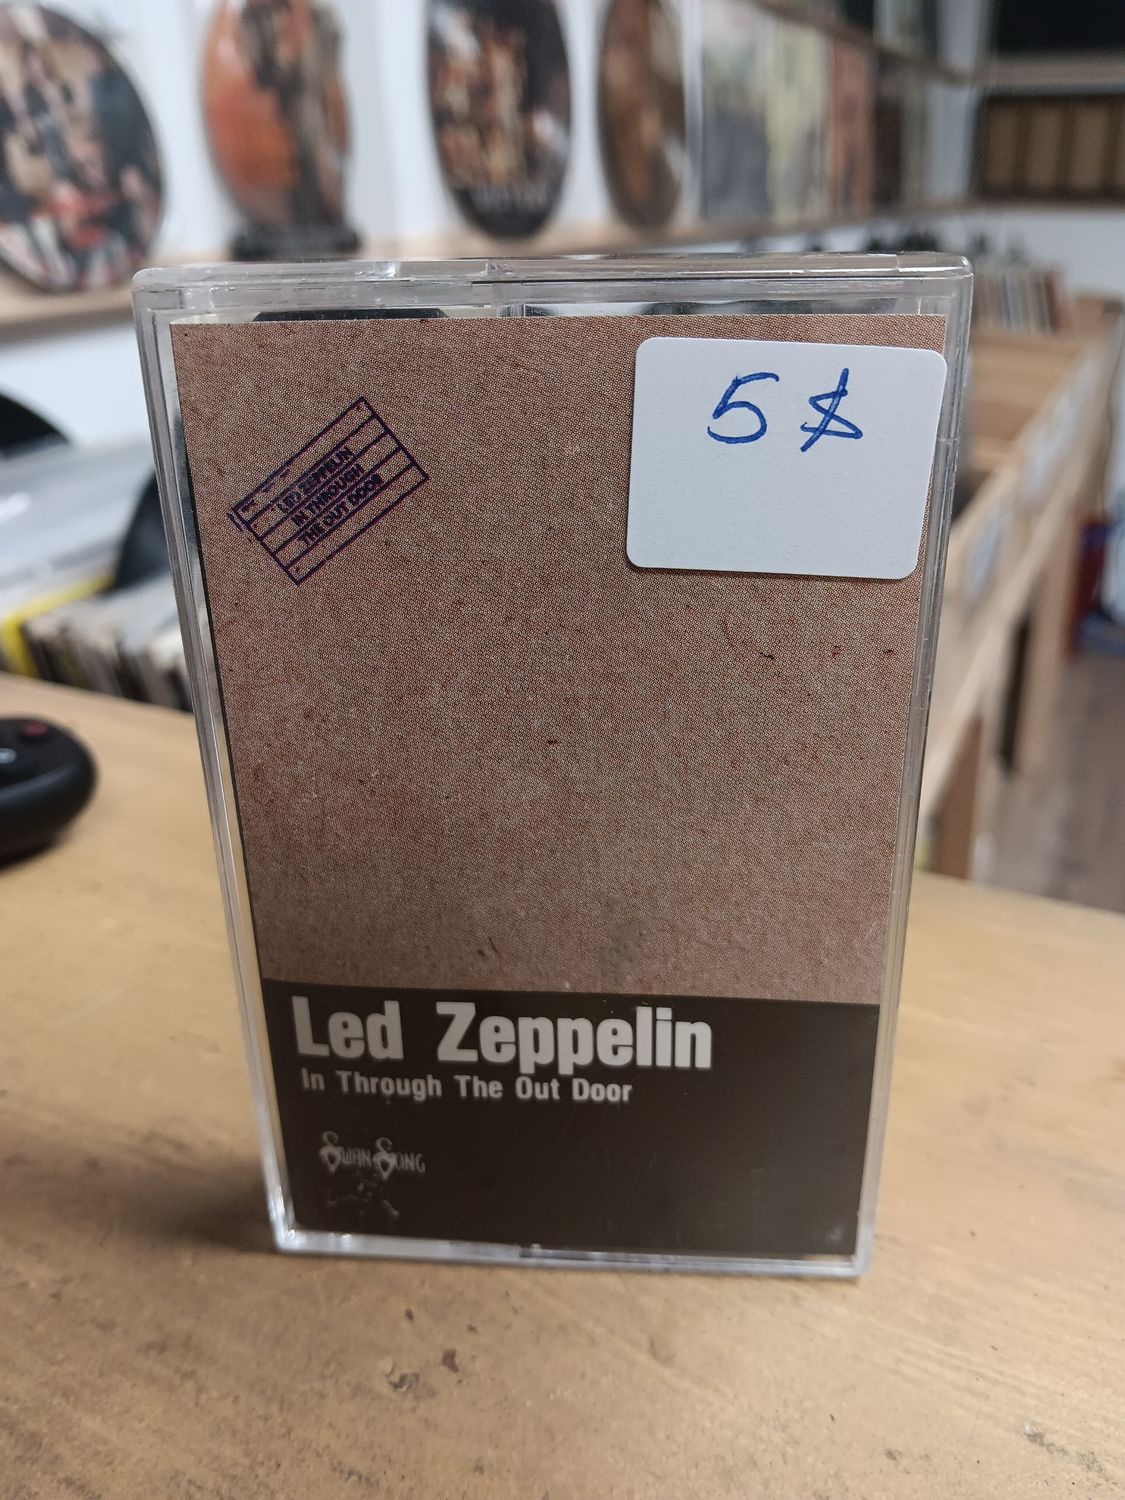 5 $
LED ZEPPELIN
IN THROUGH
THE OUT DOOR
Led Zeppelin
In Through The Out Door
SWAN SONG